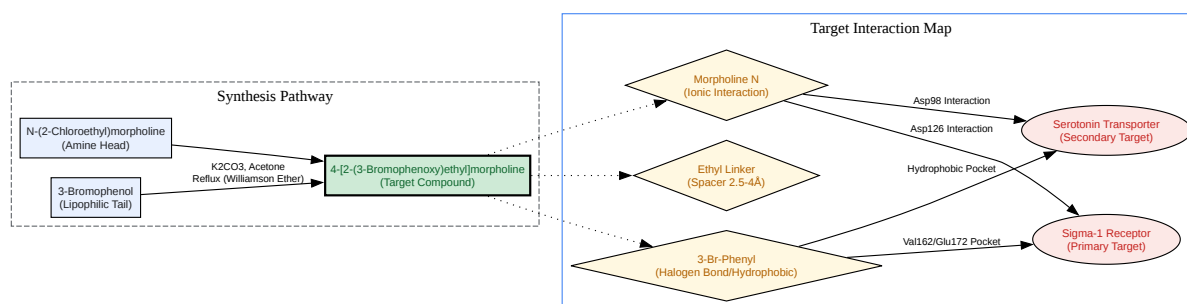 Target Interaction Map
Synthesis Pathway
N-(2-Chloroethyl)morpholine
(Amine Head)
3-Bromophenol
(Lipophilic Tail)
K2CO3, Acetone
Reflux (Williamson Ether)
4-[2-(3-Bromophenoxy)ethyl]morpholine
(Target Compound)
Morpholine N
(Ionic Interaction)
Ethyl Linker
(Spacer 2.5-4Å)
3-Br-Phenyl
(Halogen Bond/Hydrophobic)
Asp98 Interaction
Asp126 Interaction
Hydrophobic Pocket
Val162/Glu172 Pocket
Serotonin Transporter
(Secondary Target)
Sigma-1 Receptor
(Primary Target)